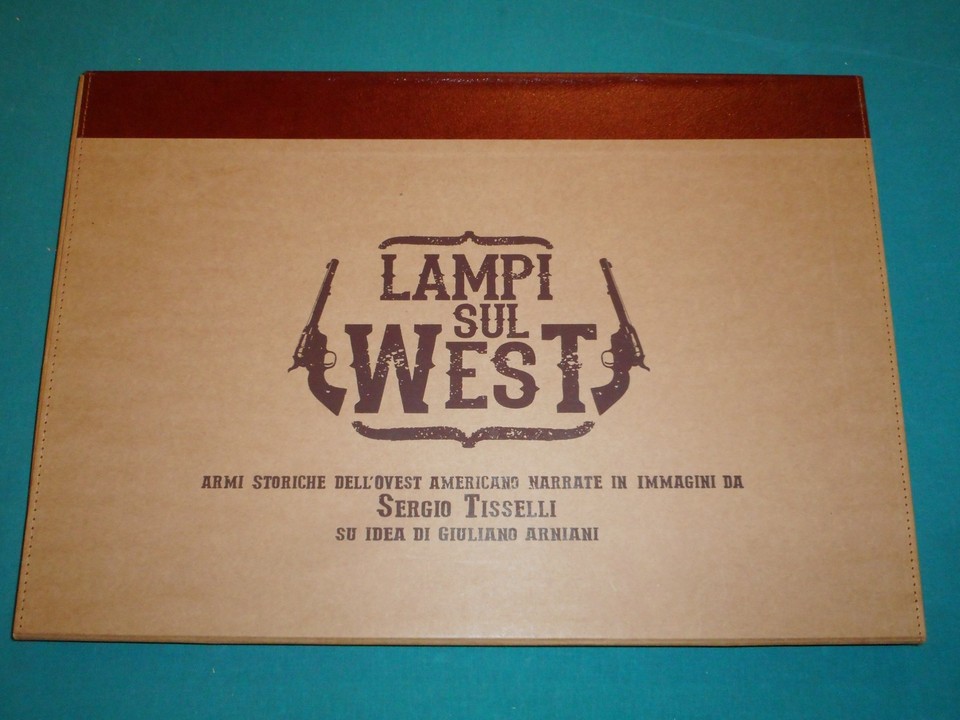 LAMPI
SUL
WEST
ARMI STORICHE DELL'OVEST AMERICANO NARRATE IN IMMAGINI DA
SERGIO TISSELLI
SU IDEA DI GIULIANO ARNIANI